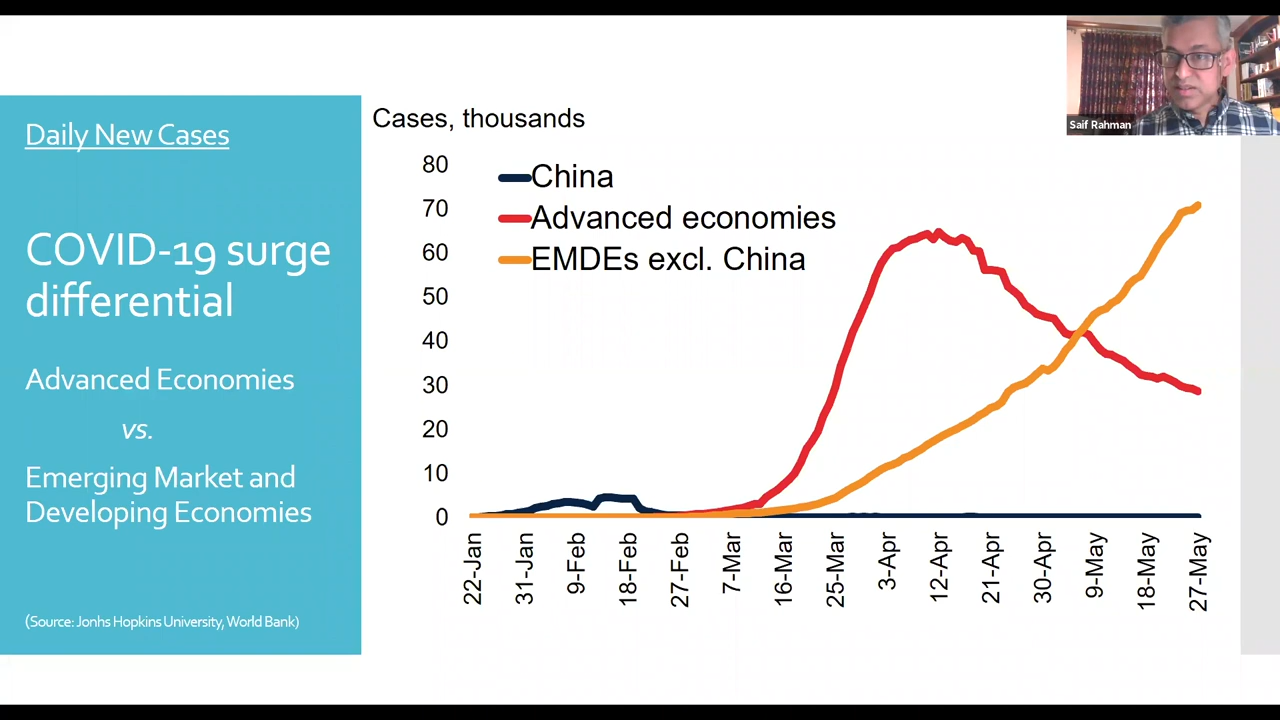 Daily New Cases
COVID-19 surge
differential
Advanced Economies
vs.
Emerging Market and
Developing Economies
(Source: Jonhs Hopkins University, World Bank)
Cases, thousands
80
70
60
50
40
30
20
10
0
China
Advanced economies
EMDEs excl. China
22-Jan
31-Jan
9-Feb
18-Feb
27-Feb
7-Mar
16-Mar
25-Mar
3-Apr
12-Apr
21-Apr
30-Apr
9-May
18-May
27-May
Saif Rahman